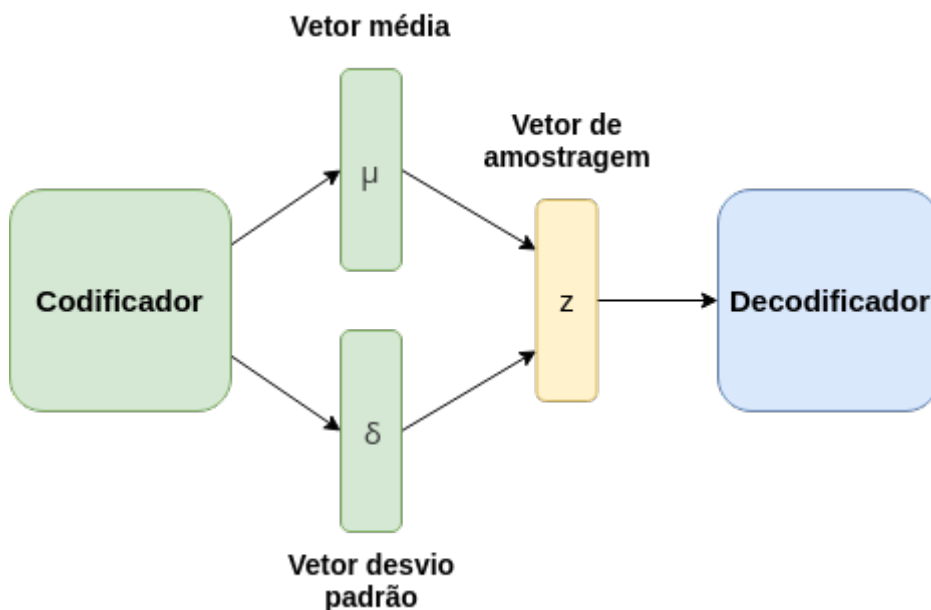 Vetor média
μ
Vetor de
amostragem
Codificador
z
Decodificador
δ
Vetor desvio
padrão